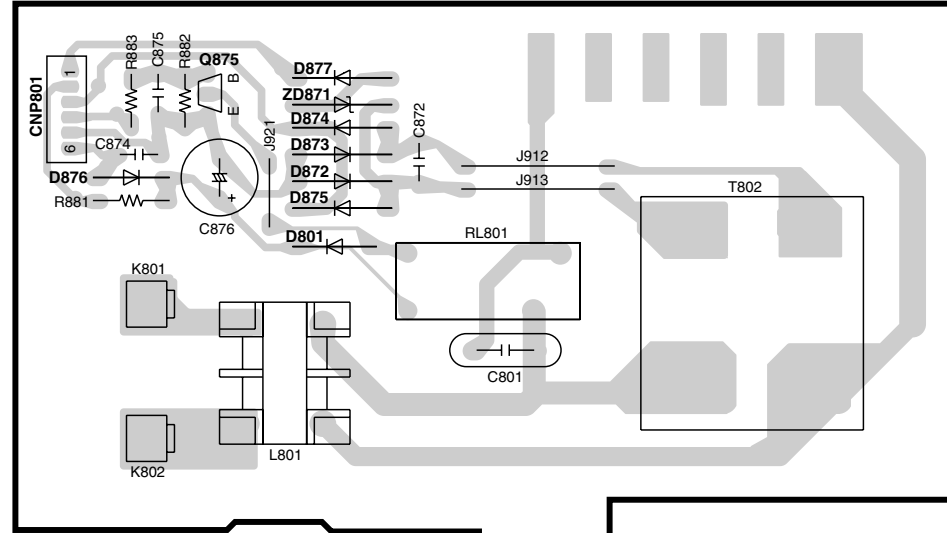 R883
C875
R882
Q875
B
E
CNP801
1
6
C874
D876
R881
C876
J921
D877
ZD871
D874
D873
D872
D875
D801
C872
J912
J913
T802
RL801
K801
C801
K802
L801
+